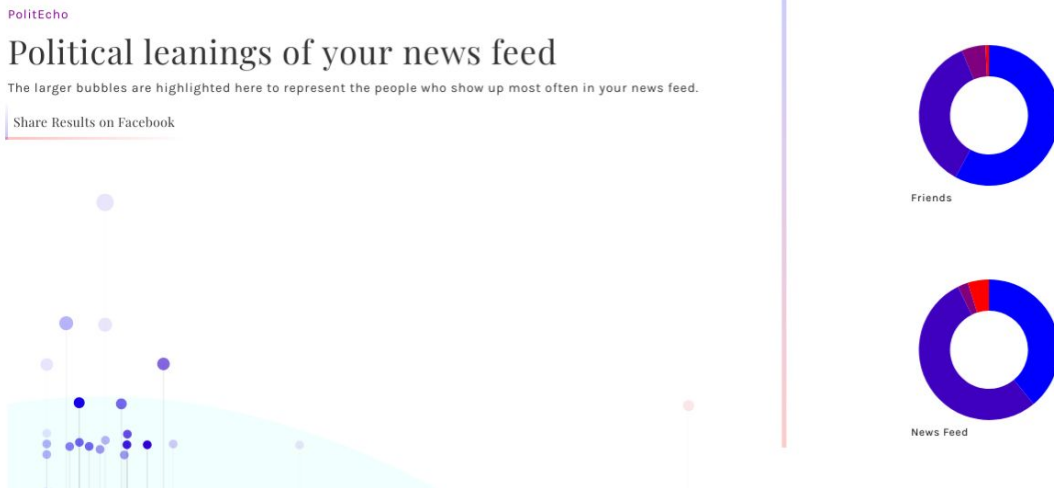 PolitEcho
Political leanings of your news feed
The larger bubbles are highlighted here to represent the people who show up most often in your news feed.
Share Results on Facebook
Friends
News Feed